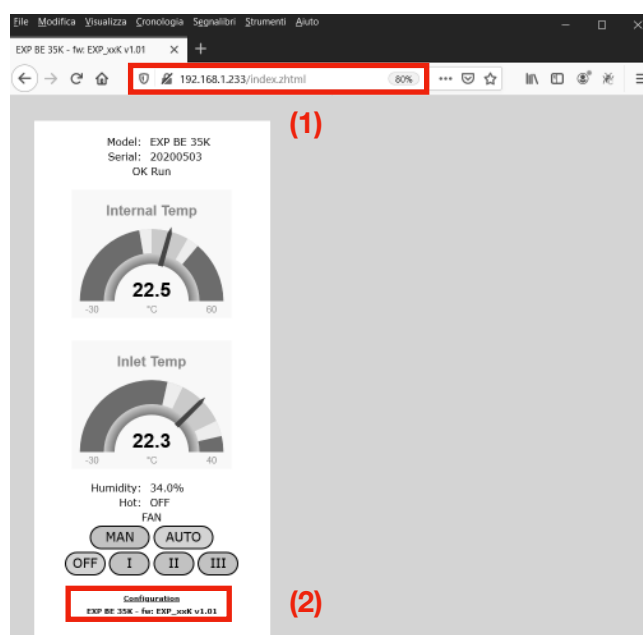 File Modifica Visualizza Cronologia Segnalibri Strumenti Aiuto
EXP BE 35K - fw: EXP_xxK v1.01
192.168.1.233/index.zhtml 80%
(1)
Model: EXP BE 35K
Serial: 20200503
OK Run
Internal Temp
22.5
-30 °C 60
Inlet Temp
22.3
-30 °C 40
Humidity: 34.0%
Hot: OFF
FAN
MAN AUTO
OFF I II III
Configuration
EXP BE 35K - fw: EXP_xxK v1.01
(2)